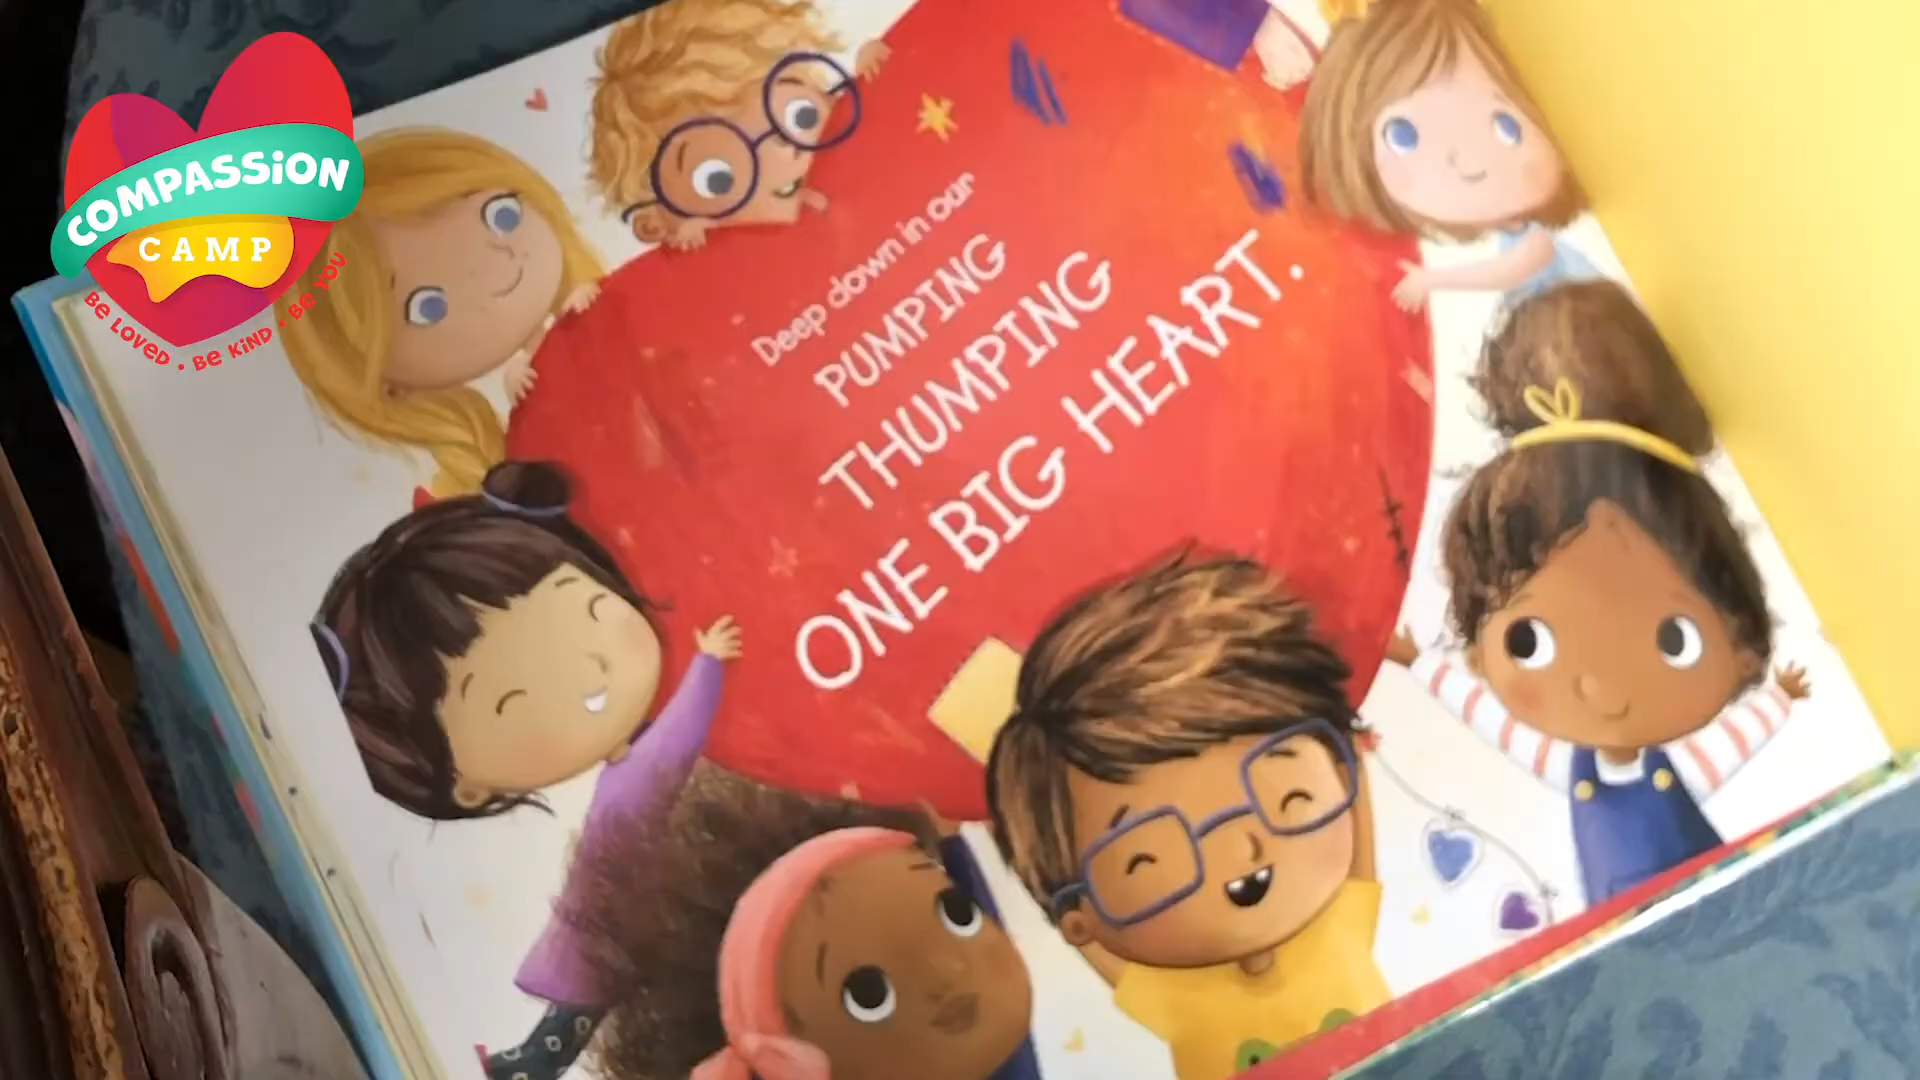 COMPASSiON
CAMP
Be LOVeD • Be KiND • Be YOU
Deep down in our
PUMPING
THUMPING
ONE BIG HEART.